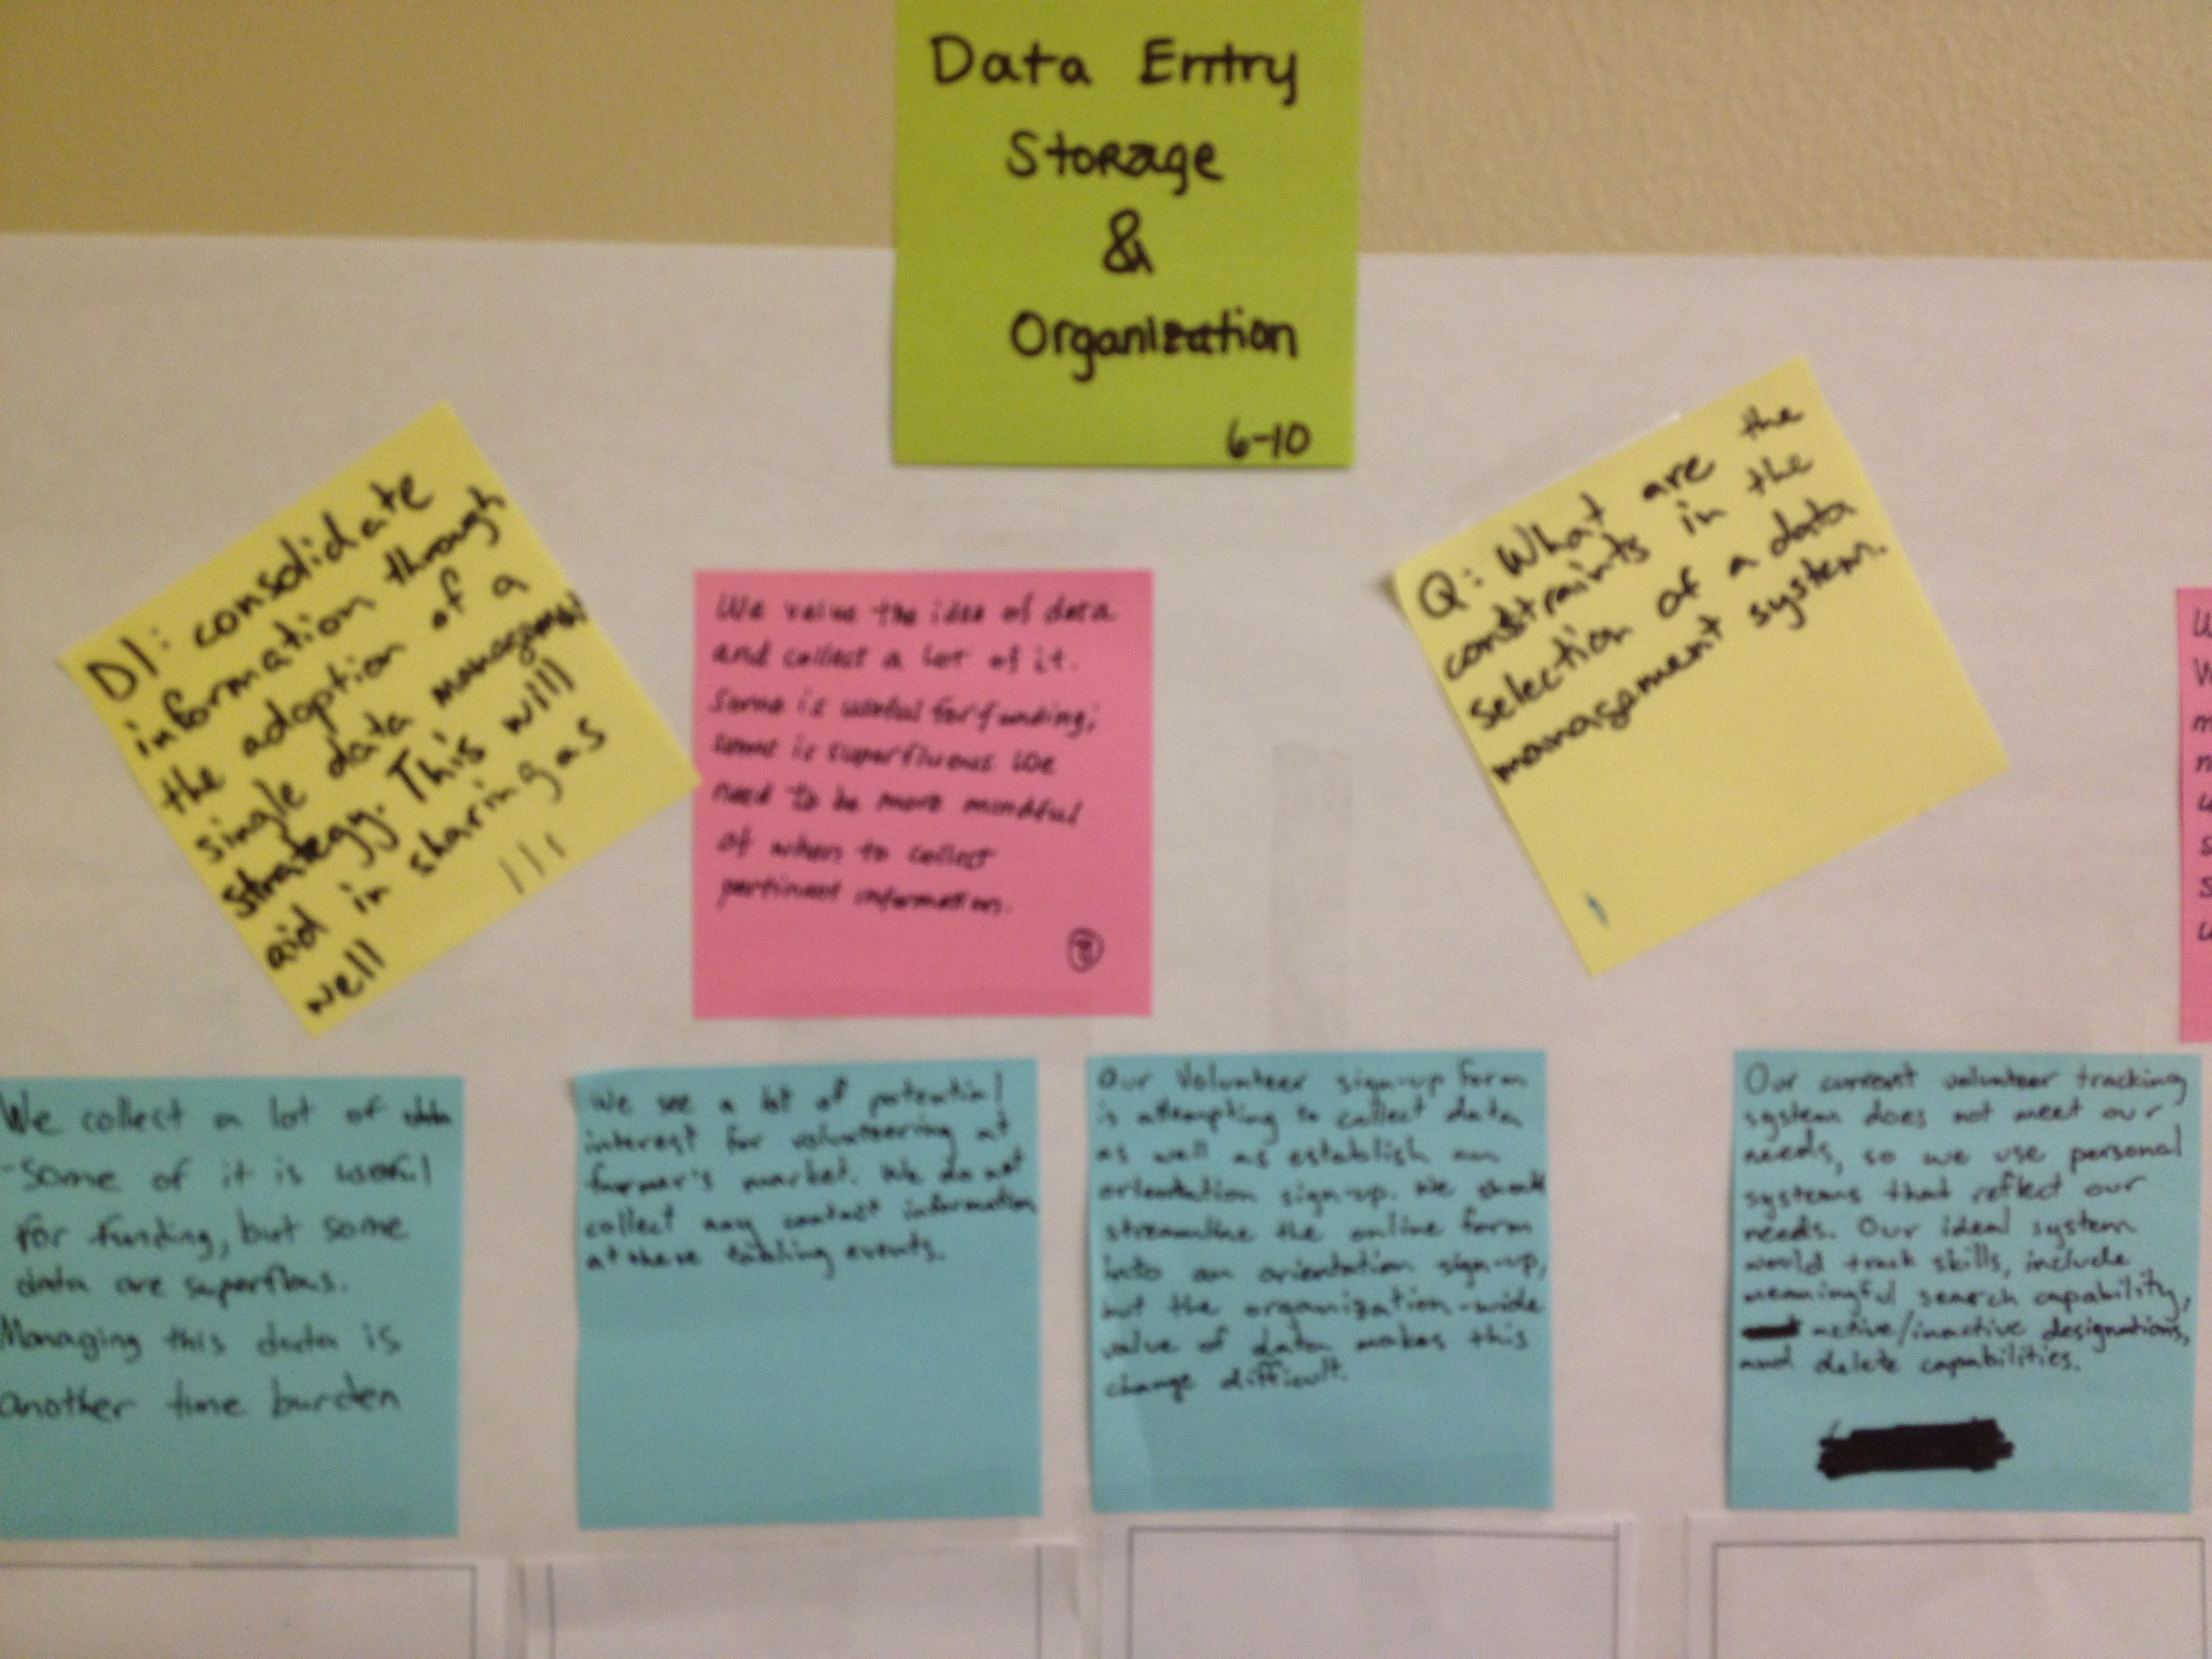 Data Entry
Storage
&
Organization
6-10
DI: consolidate
information through
the adoption of a
single data management
strategy. This will
aid in sharing as
well
We value the idea of data
and collect a lot of it.
Some is useful for funding;
some is superfluous. We
need to be more mindful
of when to collect
pertinent information.
Q: What are the
constraints in the
selection of a data
management system.
We collect a lot of data
-Some of it is useful
for funding, but some
data are superflous.
Managing this data is
another time burden
We see a lot of potential
interest for volunteering at
farmer's market. We do not
collect any contact information
at these tabling events.
Our Volunteer sign-up form
is attempting to collect data
as well as establish an
orientation sign-up. We should
streamline the online form
into an orientation sign-up,
but the organization-wide
value of data makes this
change difficult.
Our current volunteer tracking
system does not meet our
needs, so we use personal
systems that reflect our
needs. Our ideal system
would track skills, include
meaningful search capability,
active/inactive designations,
and delete capabilities.